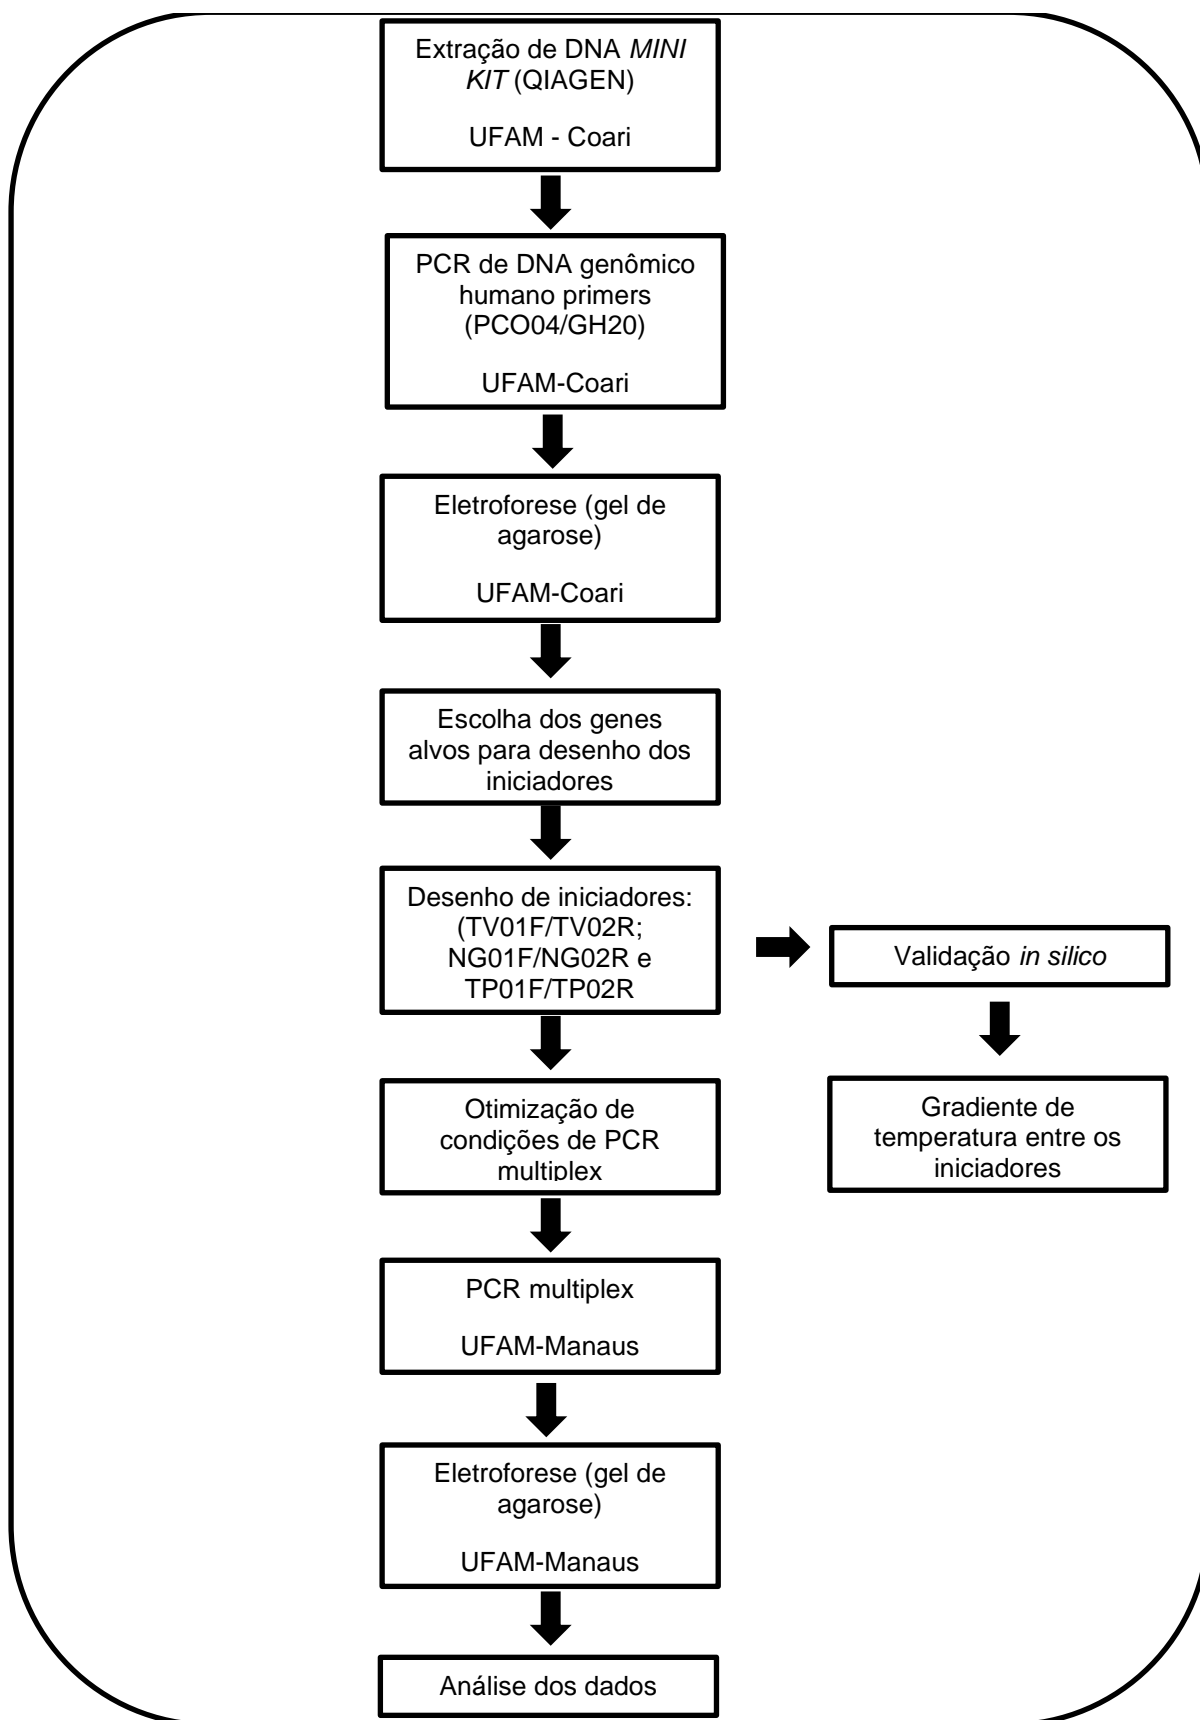 Extração de DNA MINI
KIT (QIAGEN)
UFAM - Coari
PCR de DNA genômico
humano primers
(PCO04/GH20)
UFAM-Coari
Eletroforese (gel de
agarose)
UFAM-Coari
Escolha dos genes
alvos para desenho dos
iniciadores
Desenho de iniciadores:
(TV01F/TV02R;
NG01F/NG02R e
TP01F/TP02R
Validação in silico
Otimização de
condições de PCR
multiplex
Gradiente de
temperatura entre os
iniciadores
PCR multiplex
UFAM-Manaus
Eletroforese (gel de
agarose)
UFAM-Manaus
Análise dos dados